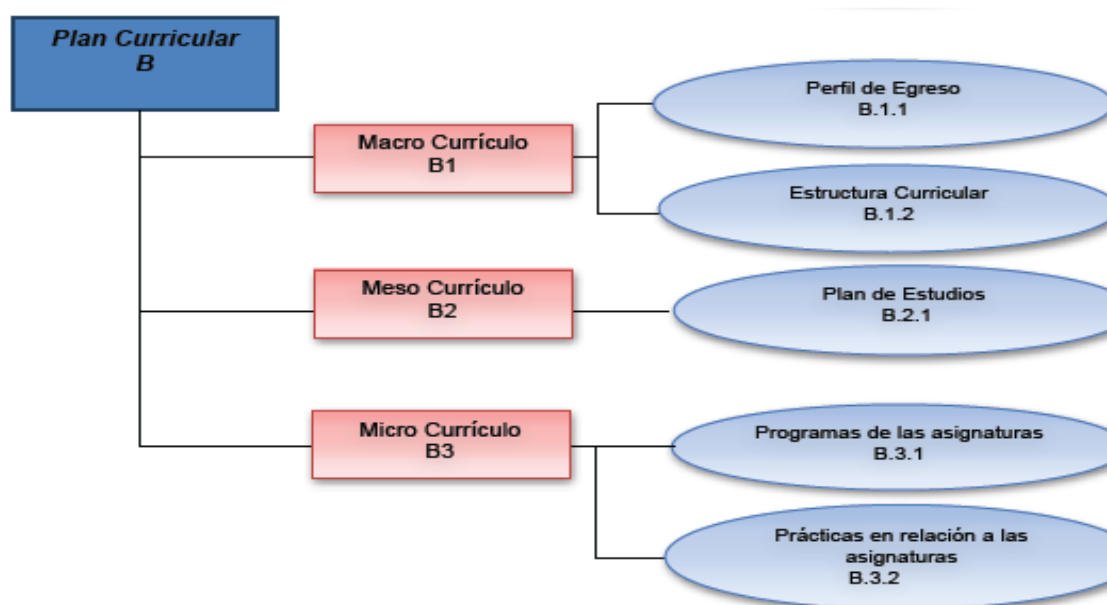 Plan Curricular
B
Perfil de Egreso
B.1.1
Macro Currículo
B1
Estructura Curricular
B.1.2
Meso Currículo
B2
Plan de Estudios
B.2.1
Micro Currículo
B3
Programas de las asignaturas
B.3.1
Prácticas en relación a las
asignaturas
B.3.2